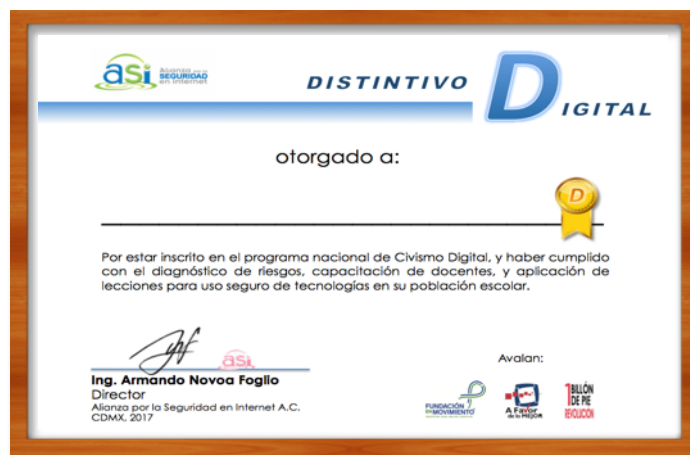 asi Alianza por la
SEGURIDAD
en Internet
DISTINTIVO
DIGITAL
otorgado a:
D
Por estar inscrito en el programa nacional de Civismo Digital, y haber cumplido
con el diagnóstico de riesgos, capacitación de docentes, y aplicación de
lecciones para uso seguro de tecnologías en su población escolar.
asi
Ing. Armando Novoa Foglio
Director
Alianza por la Seguridad en Internet A.C.
CDMX, 2017
Avalan:
FUNDACIÓN
EN MOVIMIENTO
A Favor
de lo MEJOR
1BILLÓN
DE PIE
REVOLUCIÓN